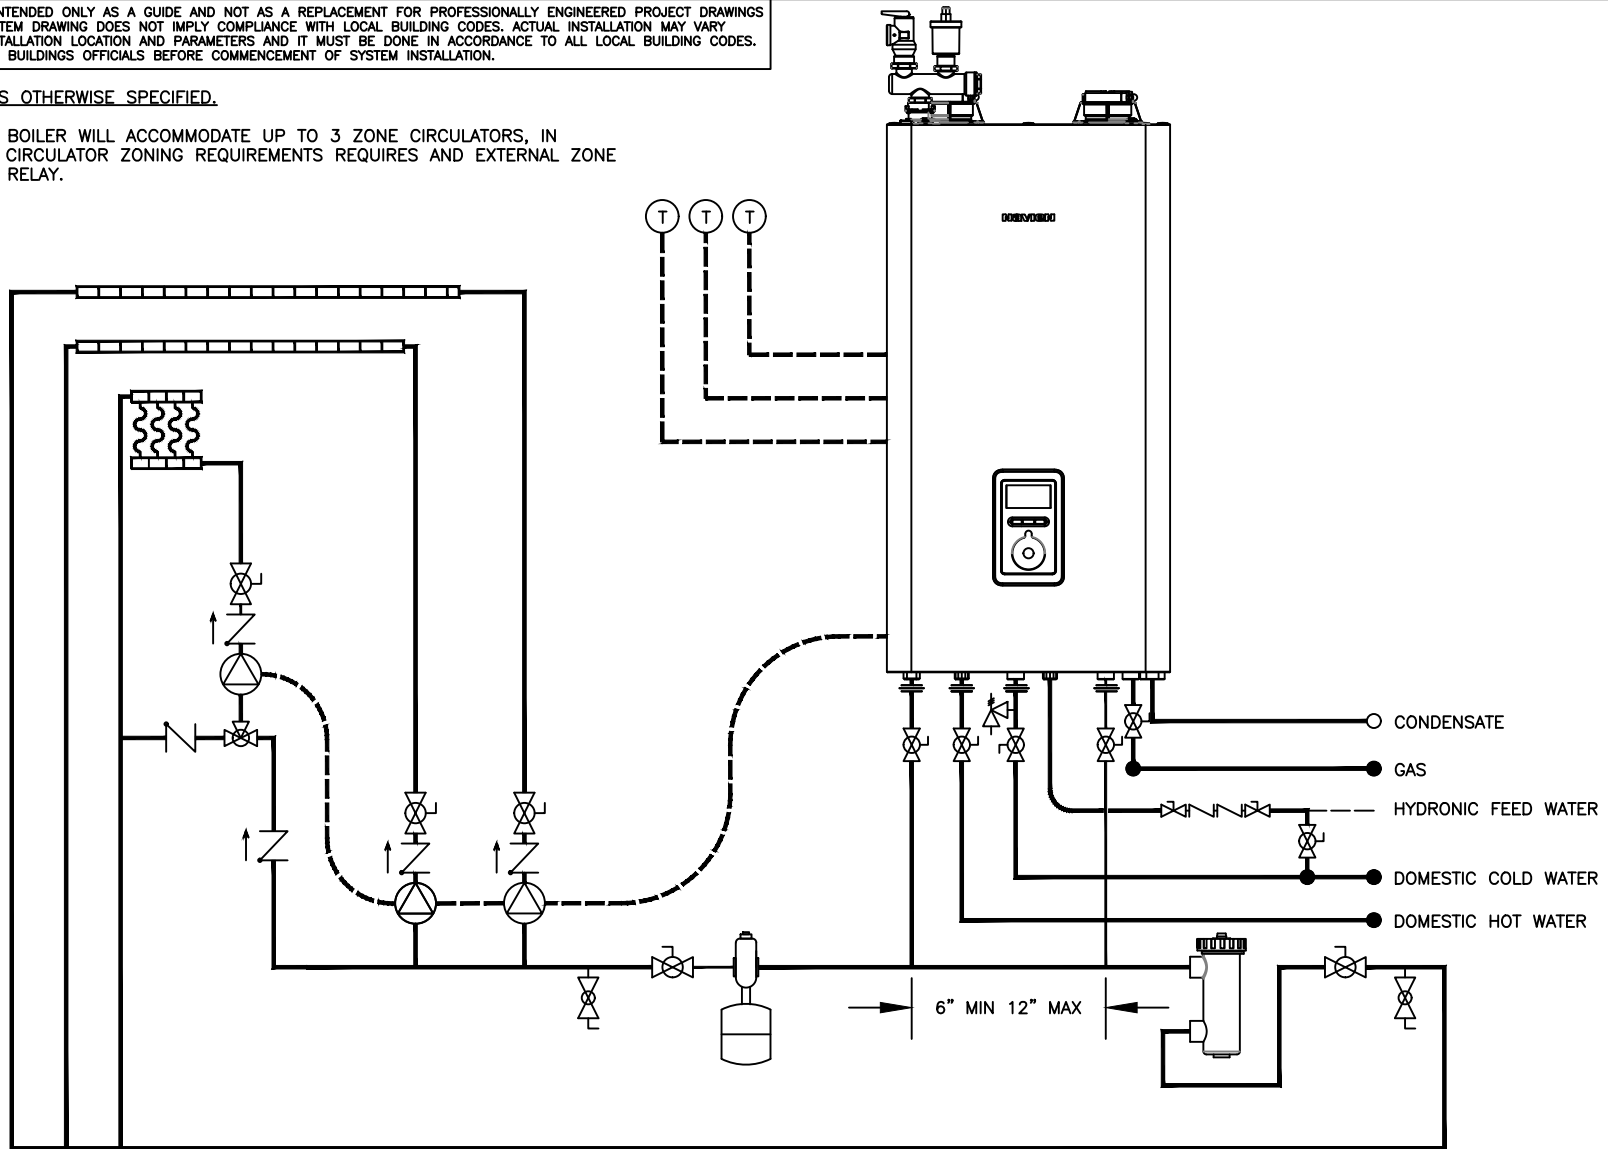 NTENDED ONLY AS A GUIDE AND NOT AS A REPLACEMENT FOR PROFESSIONALLY ENGINEERED PROJECT DRAWINGS
TEM DRAWING DOES NOT IMPLY COMPLIANCE WITH LOCAL BUILDING CODES. ACTUAL INSTALLATION MAY VARY
TALLATION LOCATION AND PARAMETERS AND IT MUST BE DONE IN ACCORDANCE TO ALL LOCAL BUILDING CODES.
BUILDINGS OFFICIALS BEFORE COMMENCEMENT OF SYSTEM INSTALLATION.
S OTHERWISE SPECIFIED.
BOILER WILL ACCOMMODATE UP TO 3 ZONE CIRCULATORS, IN
CIRCULATOR ZONING REQUIREMENTS REQUIRES AND EXTERNAL ZONE
RELAY.
T T T
NAVIEN
CONDENSATE
GAS
HYDRONIC FEED WATER
DOMESTIC COLD WATER
DOMESTIC HOT WATER
6” MIN 12” MAX